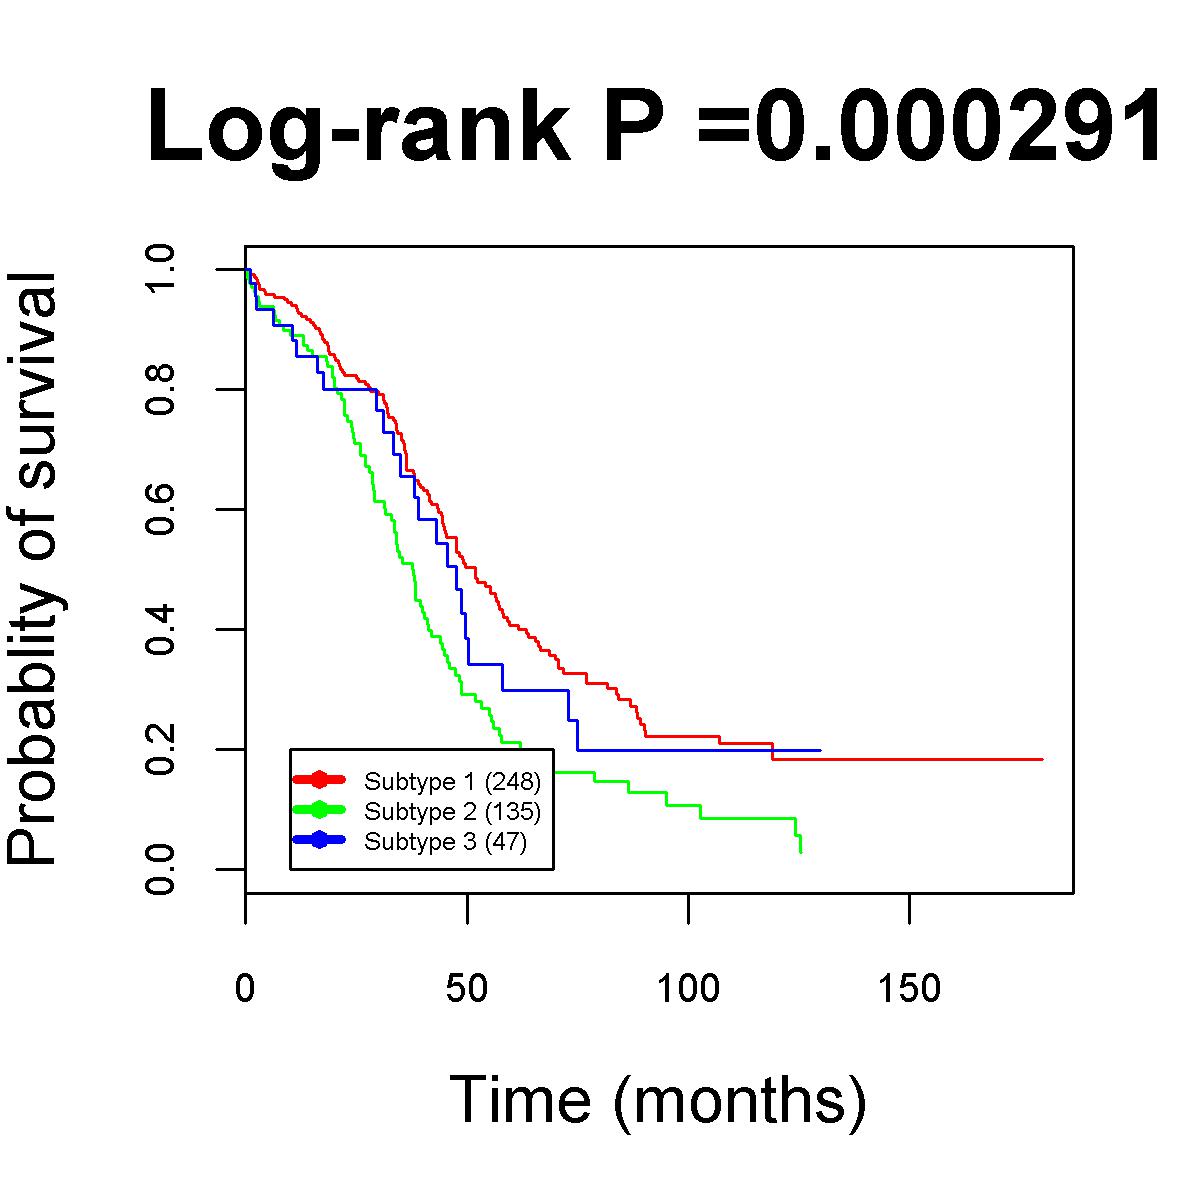 Log-rank P =0.000291
Probablity of survival
1.0
0.8
0.6
0.4
0.2
0.0
Subtype 1 (248)
Subtype 2 (135)
Subtype 3 (47)
0 50 100 150
Time (months)